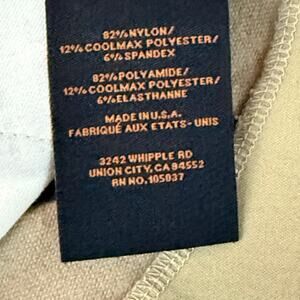 82% NYLON/
12% COOLMAX POLYESTER/
6% SPANDEX
82% POLYAMIDE/
12% COOLMAX POLYESTER/
6% ELASTHANNE
MADE IN U.S.A.
FABRIQUÉ AUX ETATS-UNIS
3242 WHIPPLE RD
UNION CITY, CA 94552
RN NO. 105037